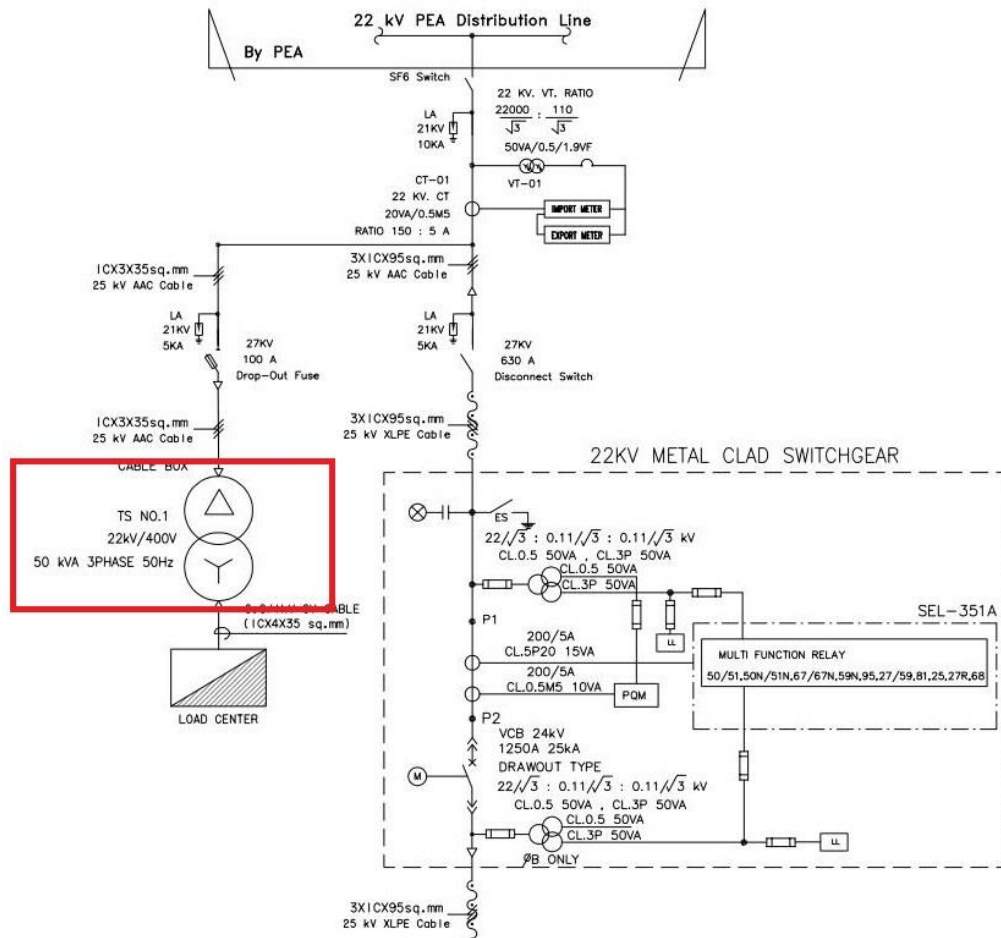 22 kV PEA Distribution Line
By PEA
SF6 Switch
22 KV. VT. RATIO
22000 : 110
√3 √3
50VA/0.5/1.9VF
LA
21KV
10KA
VT-01
CT-01
22 KV. CT
20VA/0.5M5
RATIO 150 : 5 A
IMPORT METER
EXPORT METER
1CX3X35sq.mm
25 kV AAC Cable
3X1CX95sq.mm
25 kV AAC Cable
LA
21KV
5KA
27KV
100 A
Drop-Out Fuse
LA
21KV
5KA
27KV
630 A
Disconnect Switch
1CX3X35sq.mm
25 kV AAC Cable
3X1CX95sq.mm
25 kV XLPE Cable
CABLE BOX
TS NO.1
22kV/400V
50 kVA 3PHASE 50Hz
CABLE
(1CX4X35 sq.mm)
LOAD CENTER
22KV METAL CLAD SWITCHGEAR
ES
22/√3 : 0.11/√3 : 0.11/√3 kV
CL.0.5 50VA , CL.3P 50VA
CL.0.5 50VA
CL.3P 50VA
P1
LL
SEL-351A
200/5A
CL.5P20 15VA
MULTI FUNCTION RELAY
50/51,50N/51N,67/67N,59N,95,27/59,81,25,27R,68
200/5A
CL.0.5M5 10VA
PQM
P2
VCB 24kV
1250A 25kA
DRAWOUT TYPE
M
22/√3 : 0.11/√3 : 0.11/√3 kV
CL.0.5 50VA , CL.3P 50VA
CL.0.5 50VA
CL.3P 50VA
LL
ØB ONLY
3X1CX95sq.mm
25 kV XLPE Cable